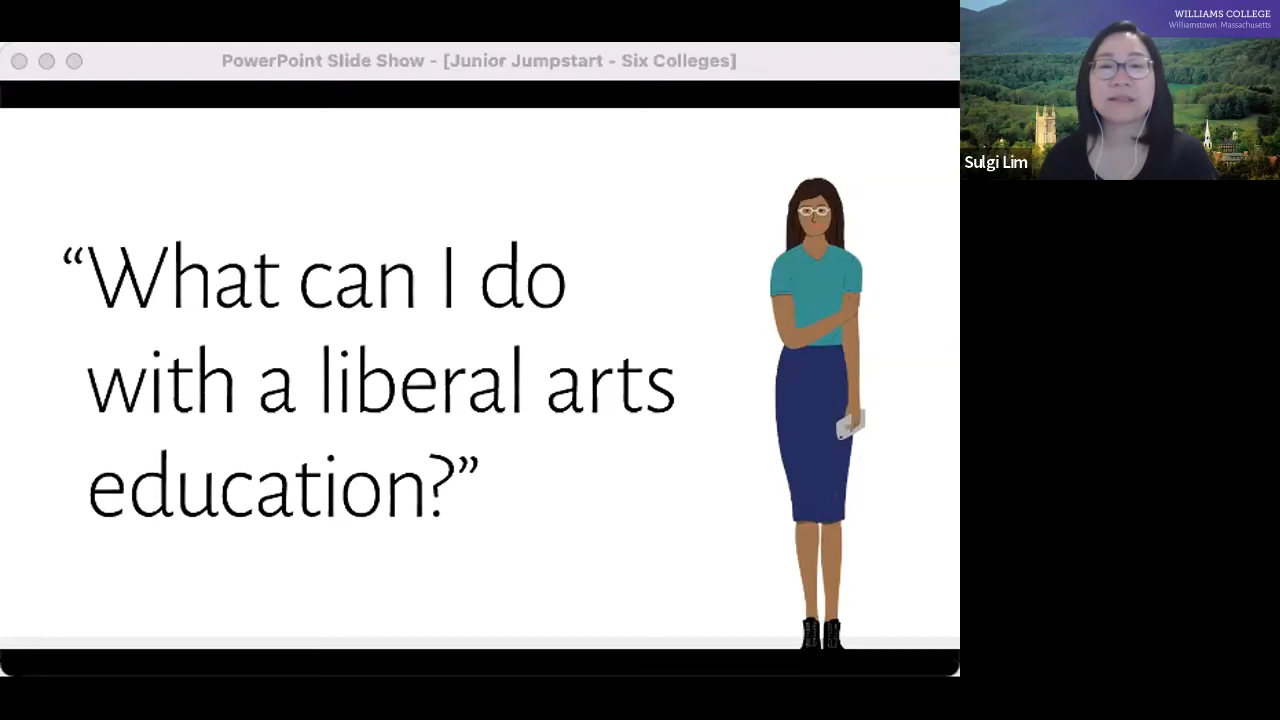 PowerPoint Slide Show - [Junior Jumpstart - Six Colleges]
“What can I do
with a liberal arts
education?”
WILLIAMS COLLEGE
Williamstown, Massachusetts
Sulgi Lim